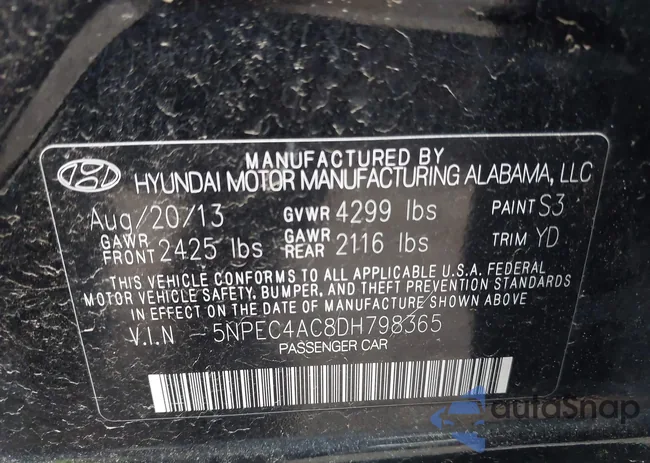 MANUFACTURED BY
HYUNDAI MOTOR MANUFACTURING ALABAMA, LLC
Aug/20/13 GVWR 4299 lbs PAINT S3
GAWR FRONT 2425 lbs GAWR REAR 2116 lbs TRIM YD
THIS VEHICLE CONFORMS TO ALL APPLICABLE U.S.A. FEDERAL
MOTOR VEHICLE SAFETY, BUMPER, AND THEFT PREVENTION STANDARDS
IN EFFECT ON THE DATE OF MANUFACTURE SHOWN ABOVE
V.I.N - 5NPEC4AC8DH798365
PASSENGER CAR
autoSnap